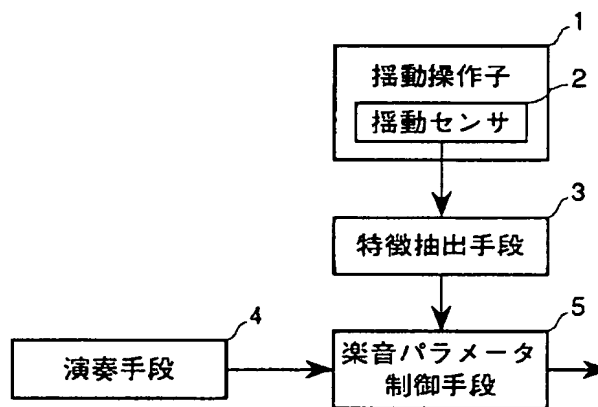 1
揺動操作子
2
揺動センサ
3
特徴抽出手段
4
演奏手段
5
楽音パラメータ
制御手段